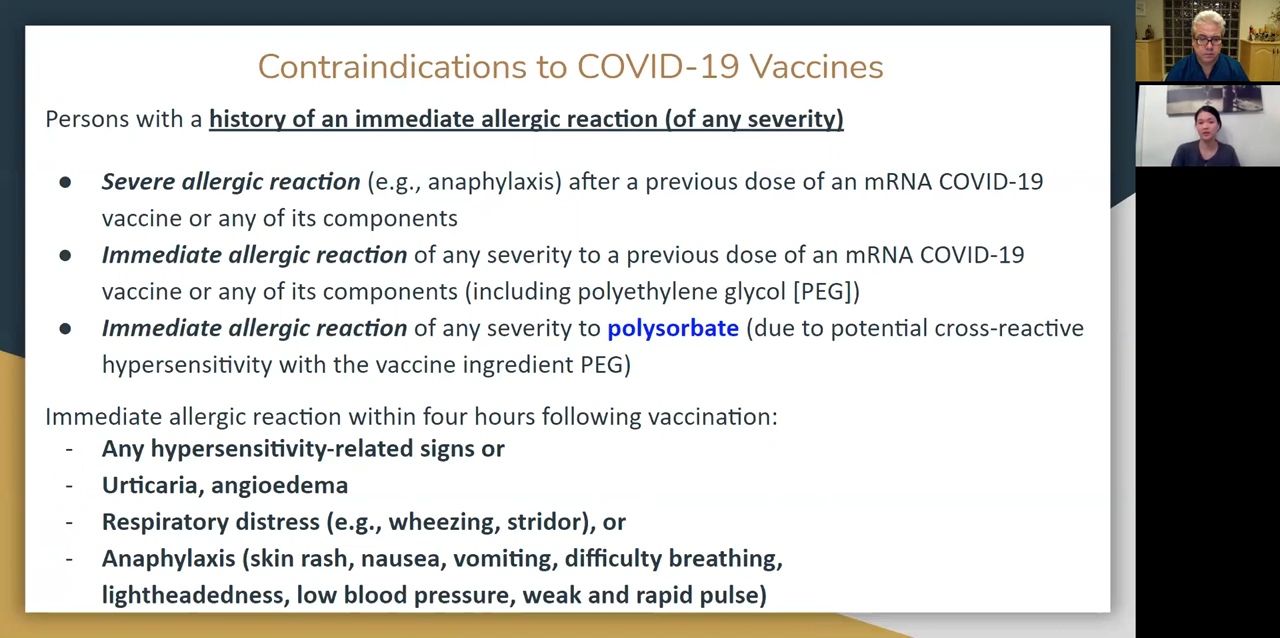 Contraindications to COVID-19 Vaccines
Persons with a history of an immediate allergic reaction (of any severity)
● Severe allergic reaction (e.g., anaphylaxis) after a previous dose of an mRNA COVID-19
vaccine or any of its components
● Immediate allergic reaction of any severity to a previous dose of an mRNA COVID-19
vaccine or any of its components (including polyethylene glycol [PEG])
● Immediate allergic reaction of any severity to polysorbate (due to potential cross-reactive
hypersensitivity with the vaccine ingredient PEG)
Immediate allergic reaction within four hours following vaccination:
- Any hypersensitivity-related signs or
- Urticaria, angioedema
- Respiratory distress (e.g., wheezing, stridor), or
- Anaphylaxis (skin rash, nausea, vomiting, difficulty breathing,
lightheadedness, low blood pressure, weak and rapid pulse)